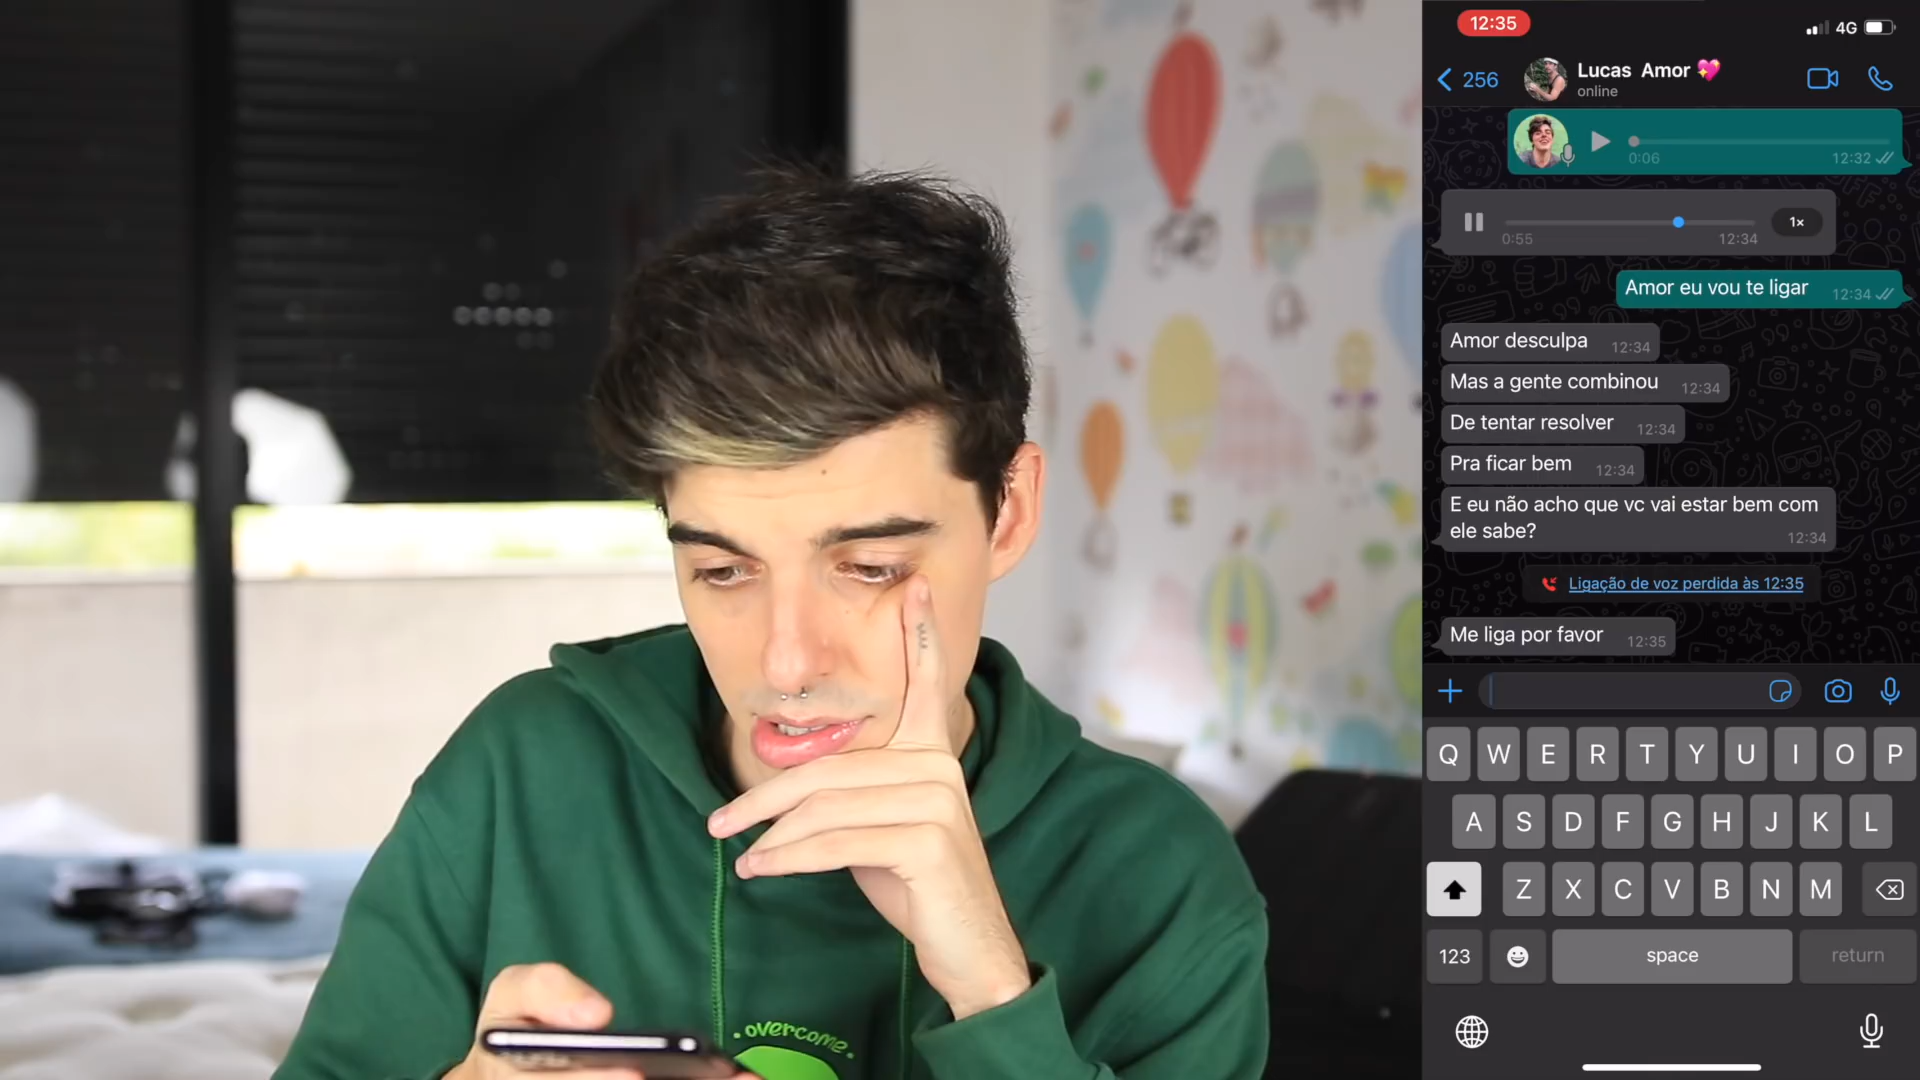 12:35
4G
256
Lucas Amor 💖
online
0:06
12:32
1×
0:55
12:34
Amor eu vou te ligar
12:34
Amor desculpa
12:34
Mas a gente combinou
12:34
De tentar resolver
12:34
Pra ficar bem
12:34
E eu não acho que vc vai estar bem com
ele sabe?
12:34
Ligação de voz perdida às 12:35
Me liga por favor
12:35
Q W E R T Y U I O P
A S D F G H J K L
Z X C V B N M
123
space
return
.overcome.